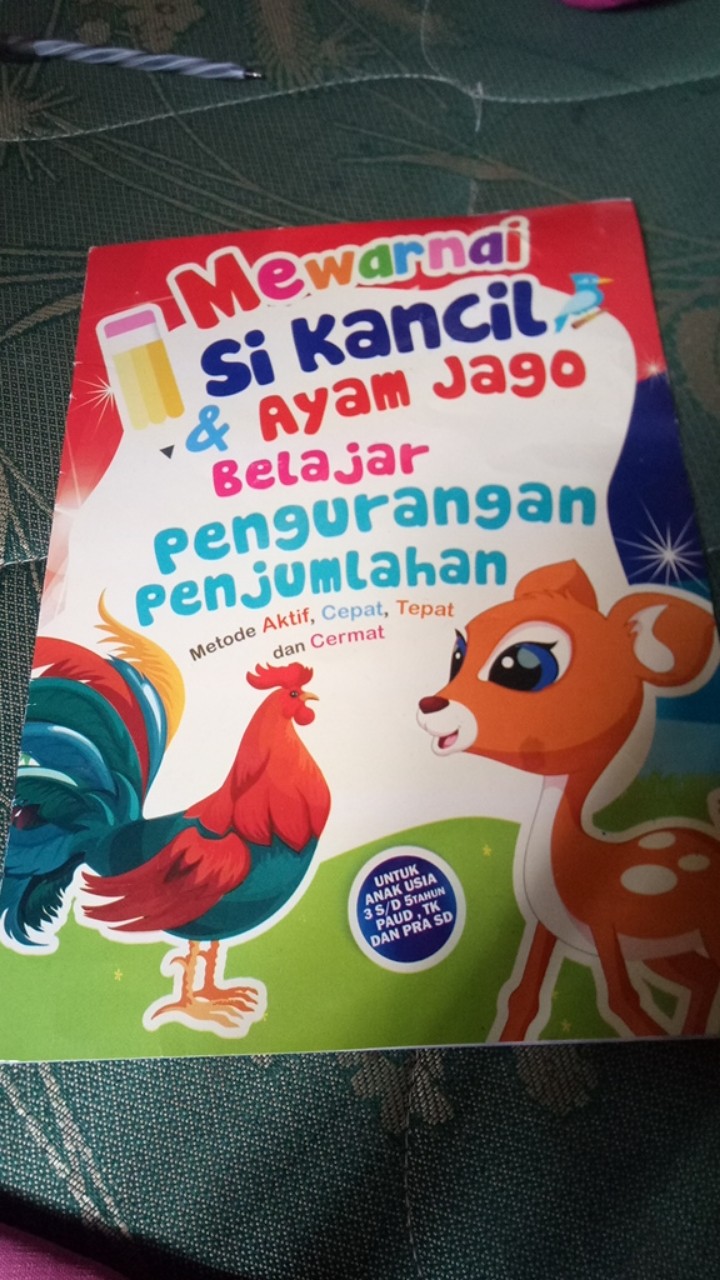 Mewarnai
Si Kancil
& Ayam Jago
Belajar
Pengurangan
Penjumlahan
Metode Aktif, Cepat, Tepat
dan Cermat
UNTUK
ANAK USIA
3 S/D 5TAHUN
PAUD , TK
DAN PRA SD